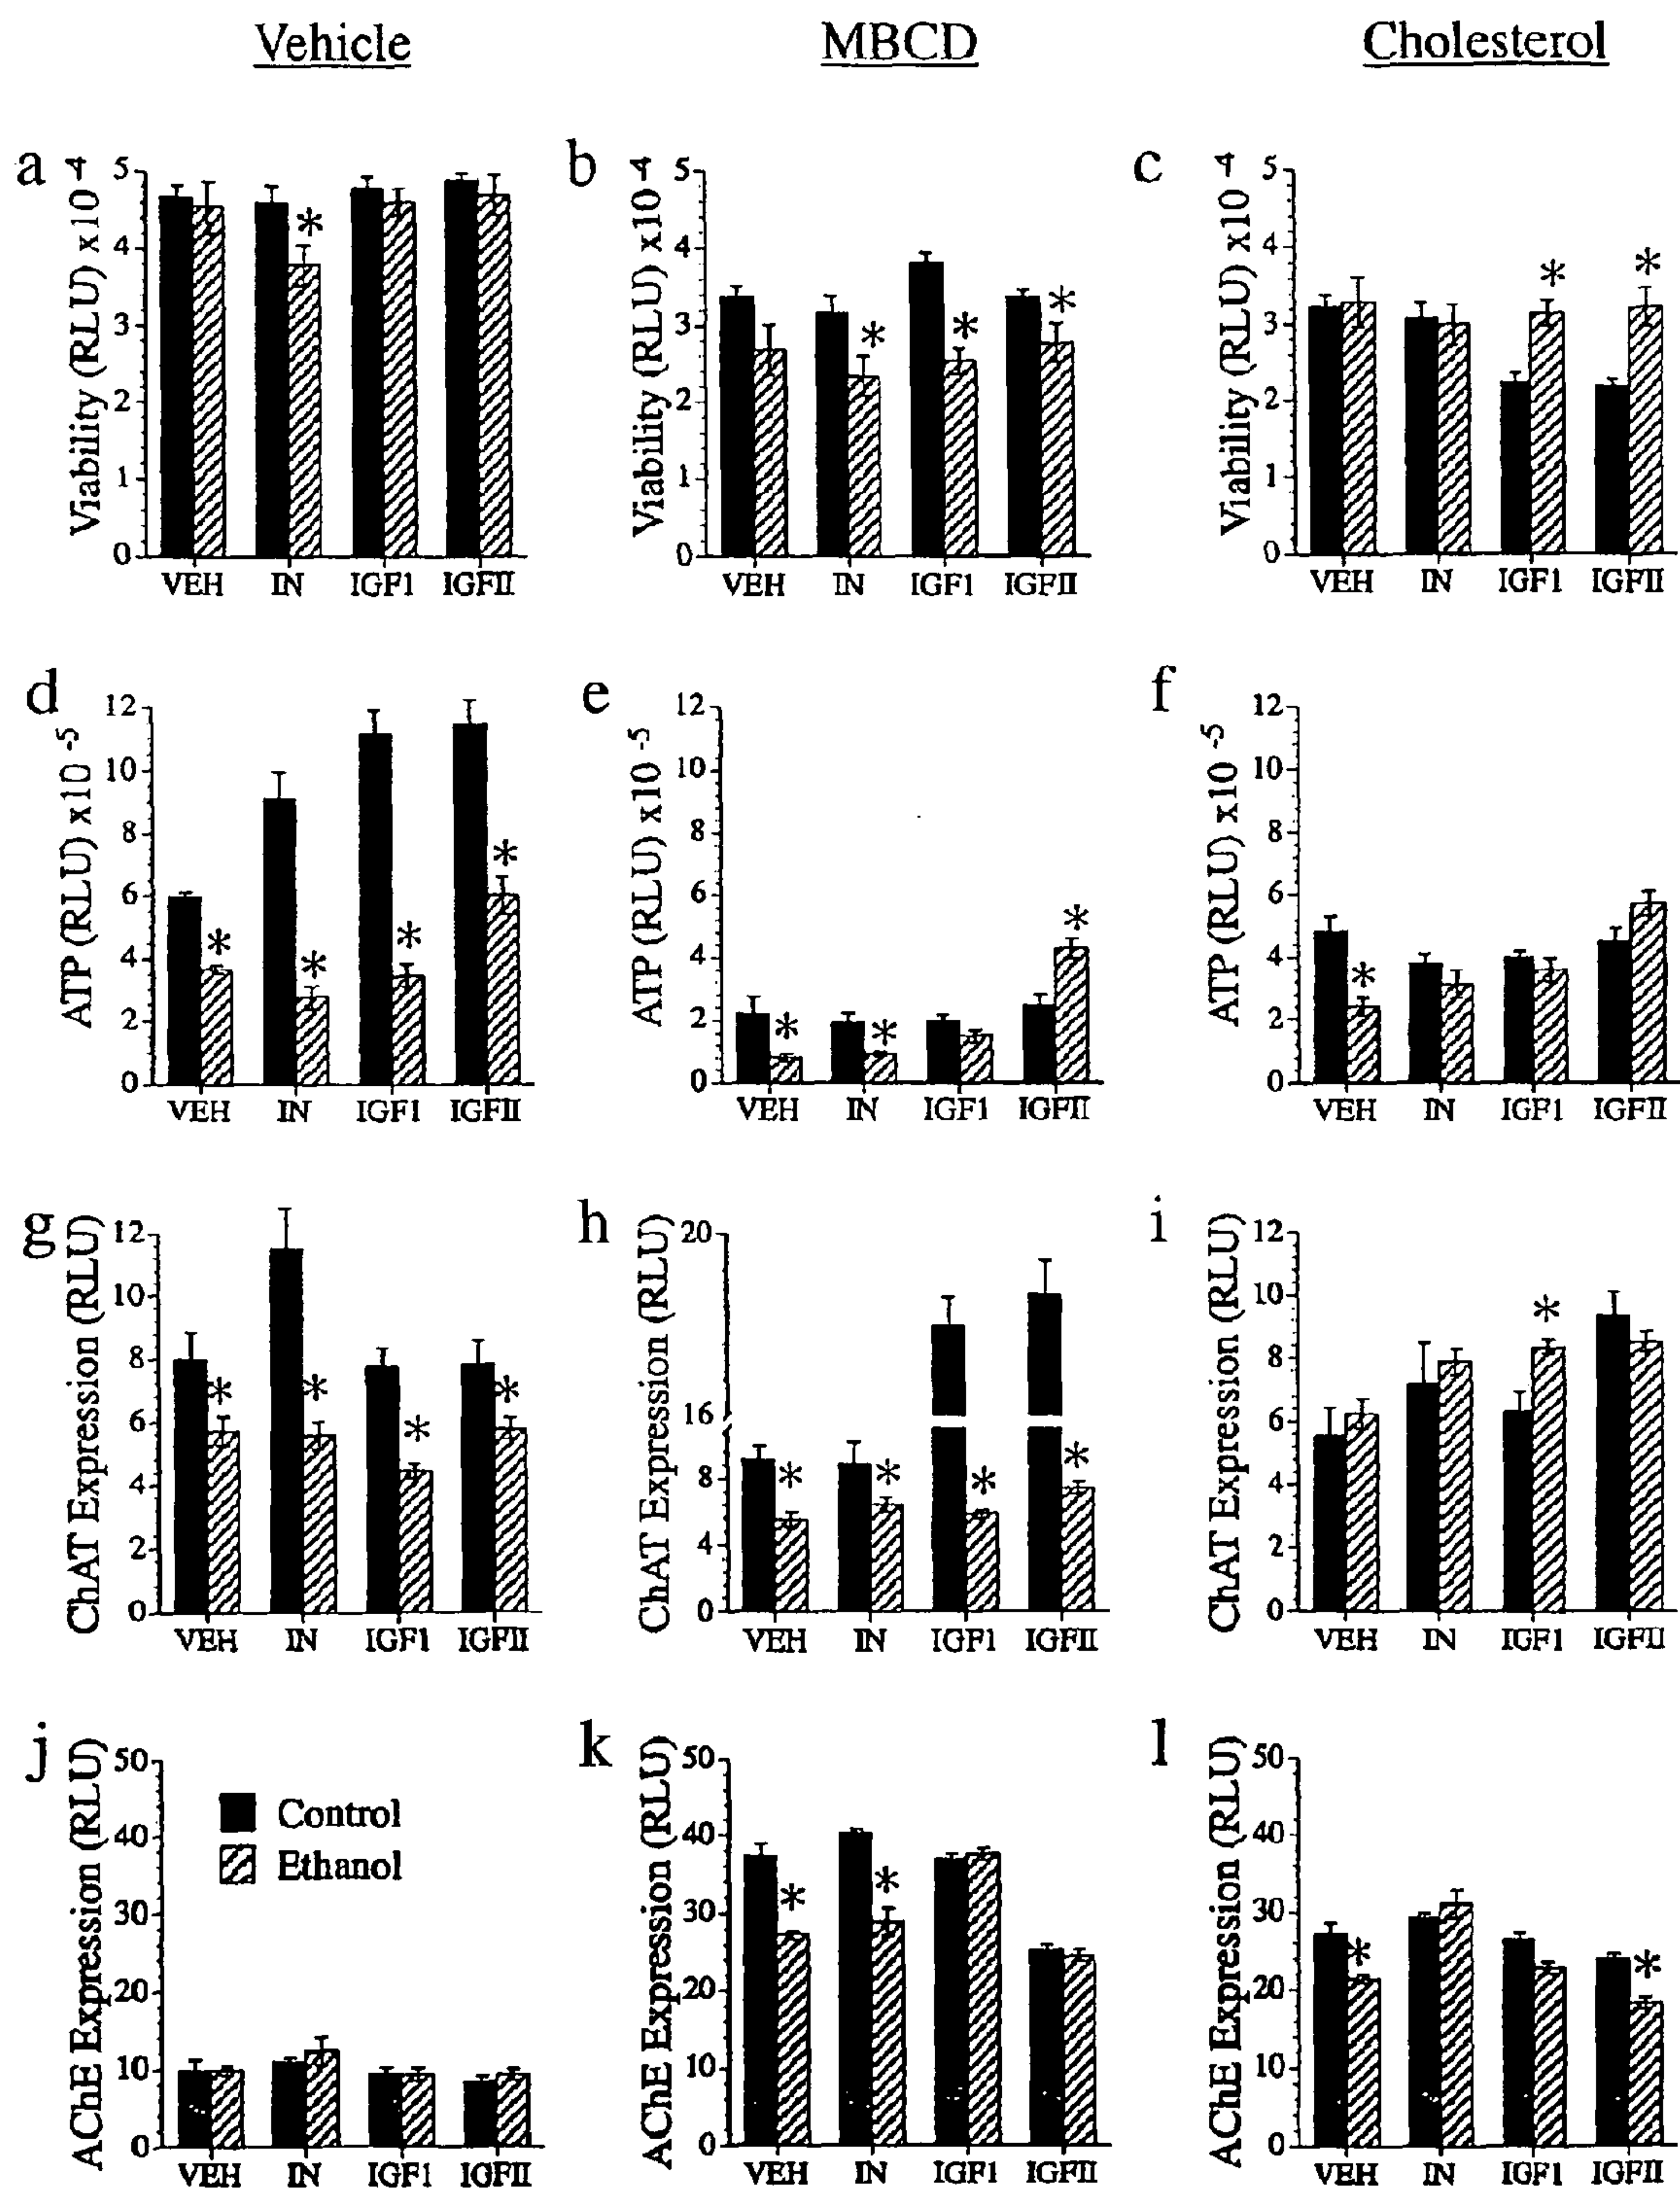 Vehicle MBCD Cholesterol
a Viability (RLU) x10 -4
5
4
3
2
1
0
*
VEH IN IGF1 IGFII
b Viability (RLU) x10 -4
5
4
3
2
1
0
* * *
VEH IN IGF1 IGFII
c Viability (RLU) x10 -4
5
4
3
2
1
0
* *
VEH IN IGF1 IGFII
d ATP (RLU) x10 -5
12
10
8
6
4
2
0
* * * *
VEH IN IGF1 IGFII
e ATP (RLU) x10 -5
12
10
8
6
4
2
0
* * *
VEH IN IGF1 IGFII
f ATP (RLU) x10 -5
12
10
8
6
4
2
0
*
VEH IN IGF1 IGFII
g ChAT Expression (RLU)
12
10
8
6
4
2
0
* * * *
VEH IN IGF1 IGFII
h ChAT Expression (RLU)
20
16
8
4
0
* * * *
VEH IN IGF1 IGFII
i ChAT Expression (RLU)
12
10
8
6
4
2
0
*
VEH IN IGF1 IGFII
j AChE Expression (RLU)
50
40
30
20
10
0
Control
Ethanol
VEH IN IGF1 IGFII
k AChE Expression (RLU)
50
40
30
20
10
0
* *
VEH IN IGF1 IGFII
l AChE Expression (RLU)
50
40
30
20
10
0
* *
VEH IN IGF1 IGFII